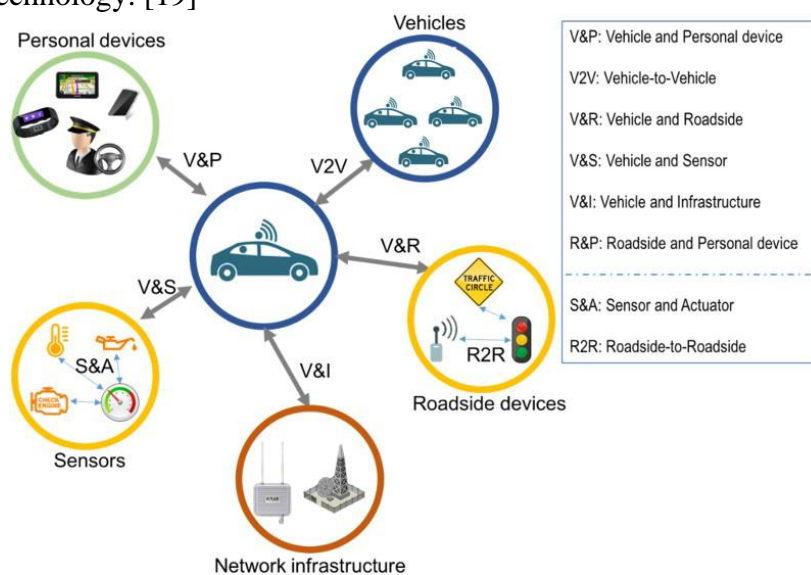 chnology. [19]
Personal devices
Vehicles
V&P
V2V
V&R
V&S
V&I
TRAFFIC
CIRCLE
R2R
Roadside devices
S&A
CHECK
ENGINE
Sensors
Network infrastructure
V&P: Vehicle and Personal device
V2V: Vehicle-to-Vehicle
V&R: Vehicle and Roadside
V&S: Vehicle and Sensor
V&I: Vehicle and Infrastructure
R&P: Roadside and Personal device
S&A: Sensor and Actuator
R2R: Roadside-to-Roadside